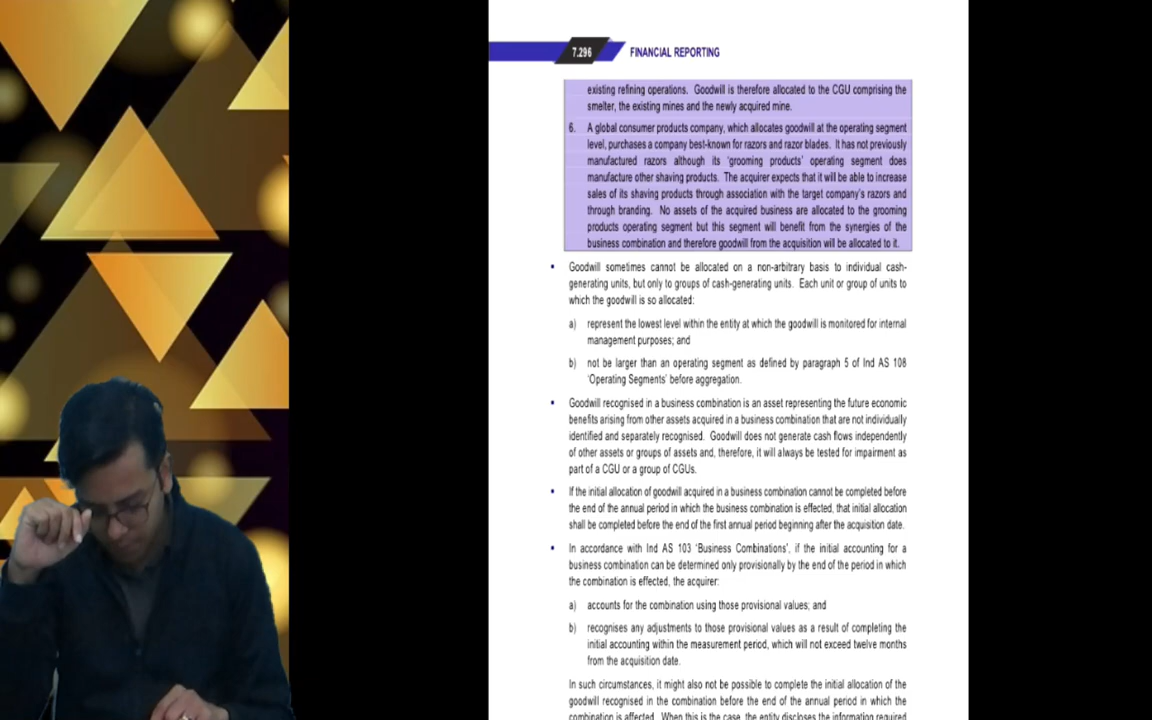 7.296 FINANCIAL REPORTING
existing refining operations. Goodwill is therefore allocated to the CGU comprising the
smelter, the existing mines and the newly acquired mine.
6. A global consumer products company, which allocates goodwill at the operating segment
level, purchases a company best-known for razors and razor blades. It has not previously
manufactured razors although its 'grooming products' operating segment does
manufacture other shaving products. The acquirer expects that it will be able to increase
sales of its shaving products through association with the target company's razors and
through branding. No assets of the acquired business are allocated to the grooming
products operating segment but this segment will benefit from the synergies of the
business combination and therefore goodwill from the acquisition will be allocated to it.
• Goodwill sometimes cannot be allocated on a non-arbitrary basis to individual cash-
generating units, but only to groups of cash-generating units. Each unit or group of units to
which the goodwill is so allocated:
a) represent the lowest level within the entity at which the goodwill is monitored for internal
management purposes; and
b) not be larger than an operating segment as defined by paragraph 5 of Ind AS 108
'Operating Segments' before aggregation.
• Goodwill recognised in a business combination is an asset representing the future economic
benefits arising from other assets acquired in a business combination that are not individually
identified and separately recognised. Goodwill does not generate cash flows independently
of other assets or groups of assets and, therefore, it will always be tested for impairment as
part of a CGU or a group of CGUs.
• If the initial allocation of goodwill acquired in a business combination cannot be completed before
the end of the annual period in which the business combination is effected, that initial allocation
shall be completed before the end of the first annual period beginning after the acquisition date.
• In accordance with Ind AS 103 'Business Combinations', if the initial accounting for a
business combination can be determined only provisionally by the end of the period in which
the combination is effected, the acquirer:
a) accounts for the combination using those provisional values; and
b) recognises any adjustments to those provisional values as a result of completing the
initial accounting within the measurement period, which will not exceed twelve months
from the acquisition date.
In such circumstances, it might also not be possible to complete the initial allocation of the
goodwill recognised in the combination before the end of the annual period in which the
combination is affected. When this is the case, the entity discloses the information required